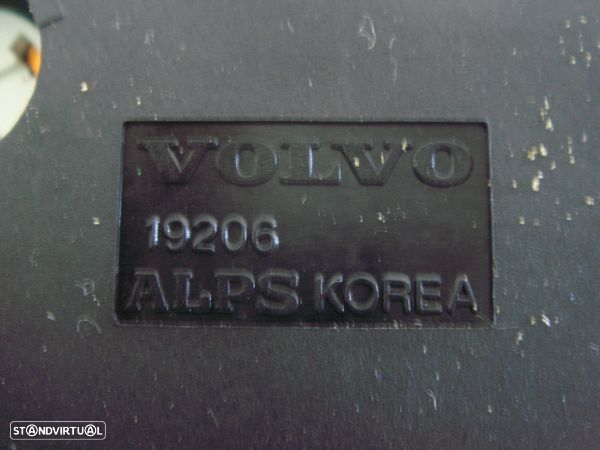 VOLVO
19206
ALPS KOREA
STANDVIRTUAL